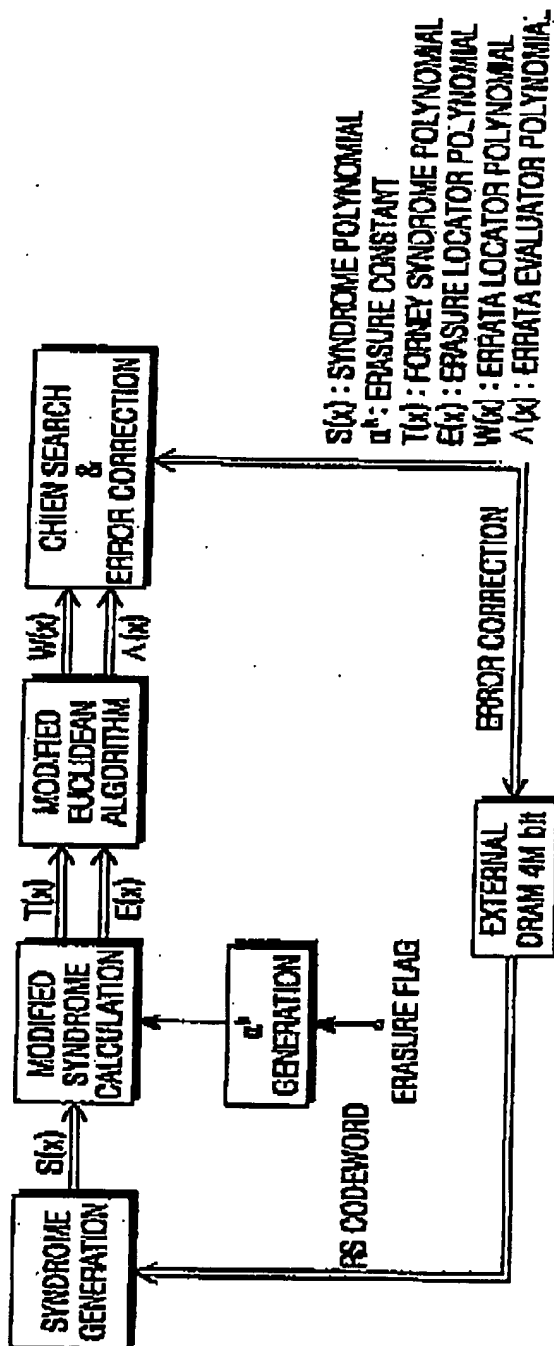 SYNDROME
GENERATION
S(x)
MODIFIED
SYNDROME
CALCULATION
T(x)
E(x)
MODIFIED
EUCLIDEAN
ALGORITHM
W(x)
Λ(x)
CHIEN SEARCH
&
ERROR CORRECTION
α^k
GENERATION
ERASURE FLAG
RS CODEWORD
EXTERNAL
DRAM 4M bit
ERROR CORRECTION
S(x) : SYNDROME POLYNOMIAL
α^k : ERASURE CONSTANT
T(x) : FORNEY SYNDROME POLYNOMIAL
E(x) : ERASURE LOCATOR POLYNOMIAL
W(x) : ERRATA LOCATOR POLYNOMIAL
Λ(x) : ERRATA EVALUATOR POLYNOMIAL